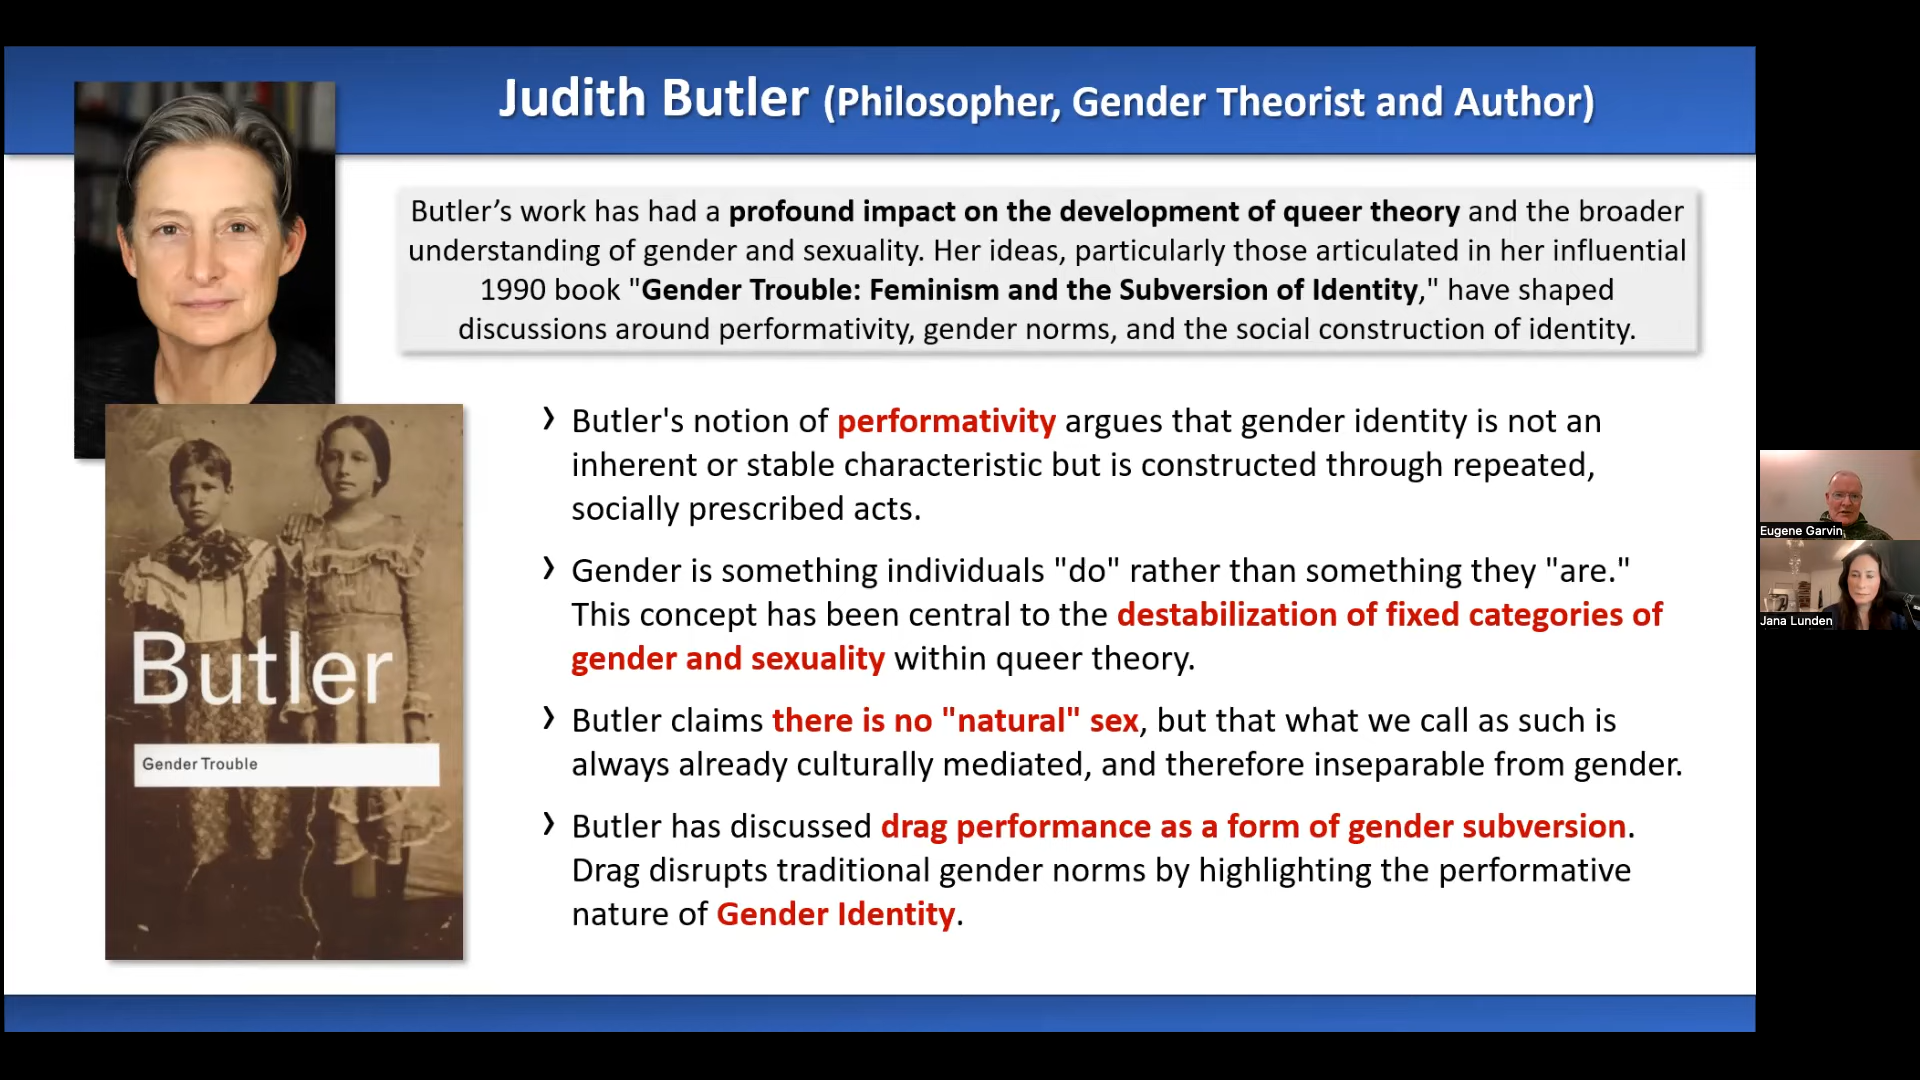 Judith Butler (Philosopher, Gender Theorist and Author)
Butler’s work has had a profound impact on the development of queer theory and the broader
understanding of gender and sexuality. Her ideas, particularly those articulated in her influential
1990 book "Gender Trouble: Feminism and the Subversion of Identity," have shaped
discussions around performativity, gender norms, and the social construction of identity.
› Butler's notion of performativity argues that gender identity is not an
inherent or stable characteristic but is constructed through repeated,
socially prescribed acts.
› Gender is something individuals "do" rather than something they "are."
This concept has been central to the destabilization of fixed categories of
gender and sexuality within queer theory.
› Butler claims there is no "natural" sex, but that what we call as such is
always already culturally mediated, and therefore inseparable from gender.
› Butler has discussed drag performance as a form of gender subversion.
Drag disrupts traditional gender norms by highlighting the performative
nature of Gender Identity.
Butler
Gender Trouble
Eugene Garvin
Jana Lunden